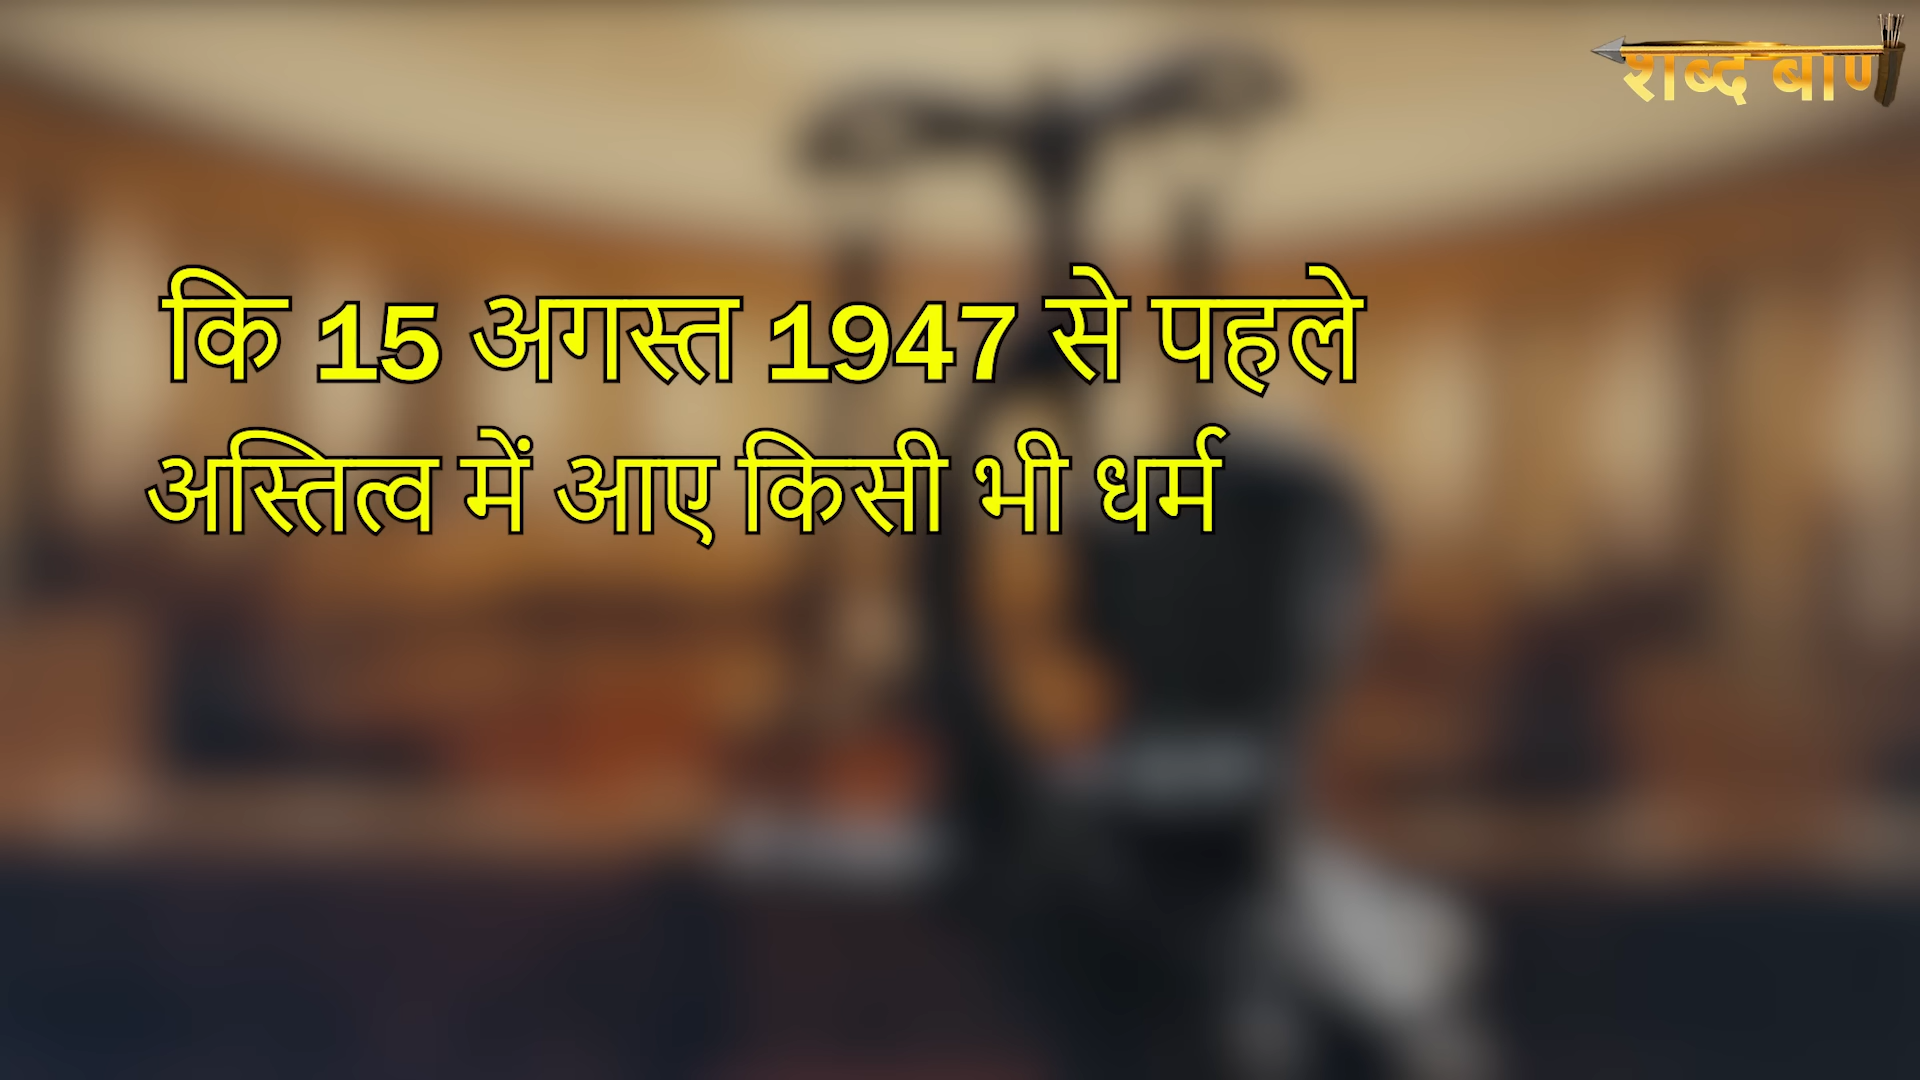 शब्द बाण
कि 15 अगस्त 1947 से पहले
अस्तित्व में आए किसी भी धर्म